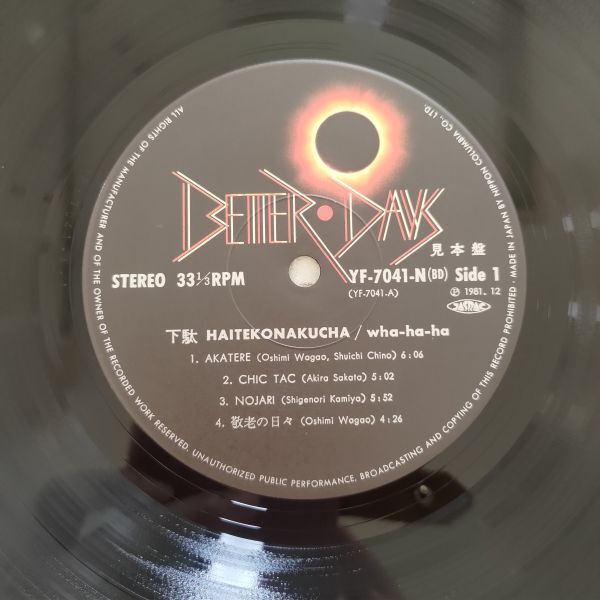 BETTER DAYS
見本盤
STEREO 33⅓RPM
YF-7041-N(BD) Side 1
(YF-7041-A)
Ⓟ 1981. 12
JASRAC
下駄 HAITEKONAKUCHA / wha-ha-ha
1. AKATERE (Oshimi Wagao, Shuichi Chino) 6:06
2. CHIC TAC (Akira Sakata) 5:02
3. NOJARI (Shigenori Kamiya) 5:52
4. 敬老の日々 (Oshimi Wagao) 4:26
ALL RIGHTS OF THE MANUFACTURER AND OF THE OWNER OF THE RECORDED WORK RESERVED. UNAUTHORIZED PUBLIC PERFORMANCE, BROADCASTING AND COPYING OF THIS RECORD PROHIBITED · MADE IN JAPAN BY NIPPON COLUMBIA CO., LTD.